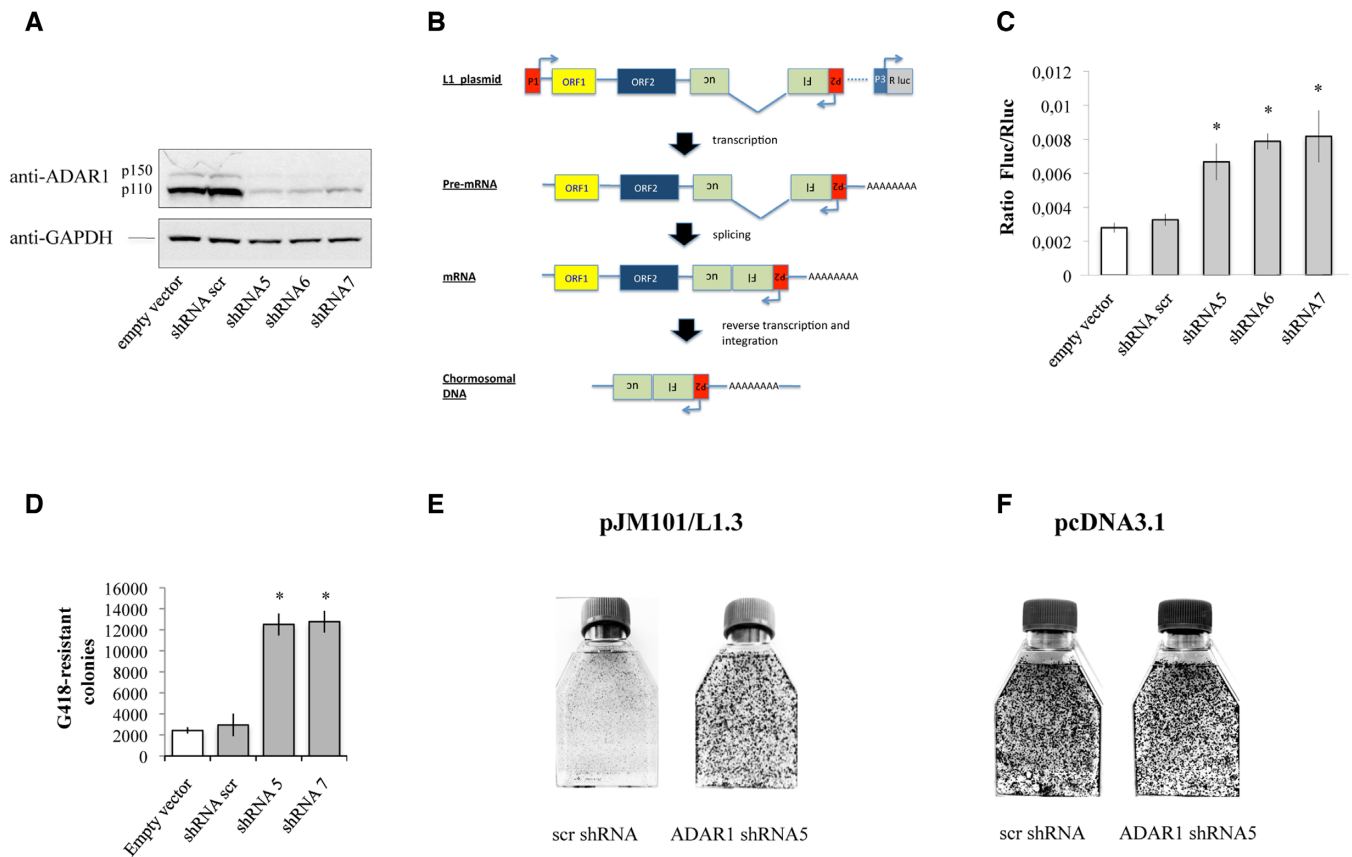 A
anti-ADAR1
p150
p110
anti-GAPDH
empty vector
shRNA scr
shRNA5
shRNA6
shRNA7
B
L1 plasmid
P1
ORF1
ORF2
uc
Fl
P2
P3
R luc
transcription
Pre-mRNA
ORF1
ORF2
uc
Fl
P2
AAAAAAAA
splicing
mRNA
ORF1
ORF2
uc
Fl
P2
AAAAAAAA
reverse transcription and
integration
Chormosomal
DNA
uc
Fl
P2
AAAAAAAA
C
Ratio Fluc/Rluc
0,012
0,01
0,008
0,006
0,004
0,002
0
*
*
*
empty vector
shRNA scr
shRNA5
shRNA6
shRNA7
D
G418-resistant
colonies
16000
14000
12000
10000
8000
6000
4000
2000
0
*
*
Empty vector
shRNA scr
shRNA 5
shRNA 7
E
pJM101/L1.3
scr shRNA
ADAR1 shRNA5
F
pcDNA3.1
scr shRNA
ADAR1 shRNA5